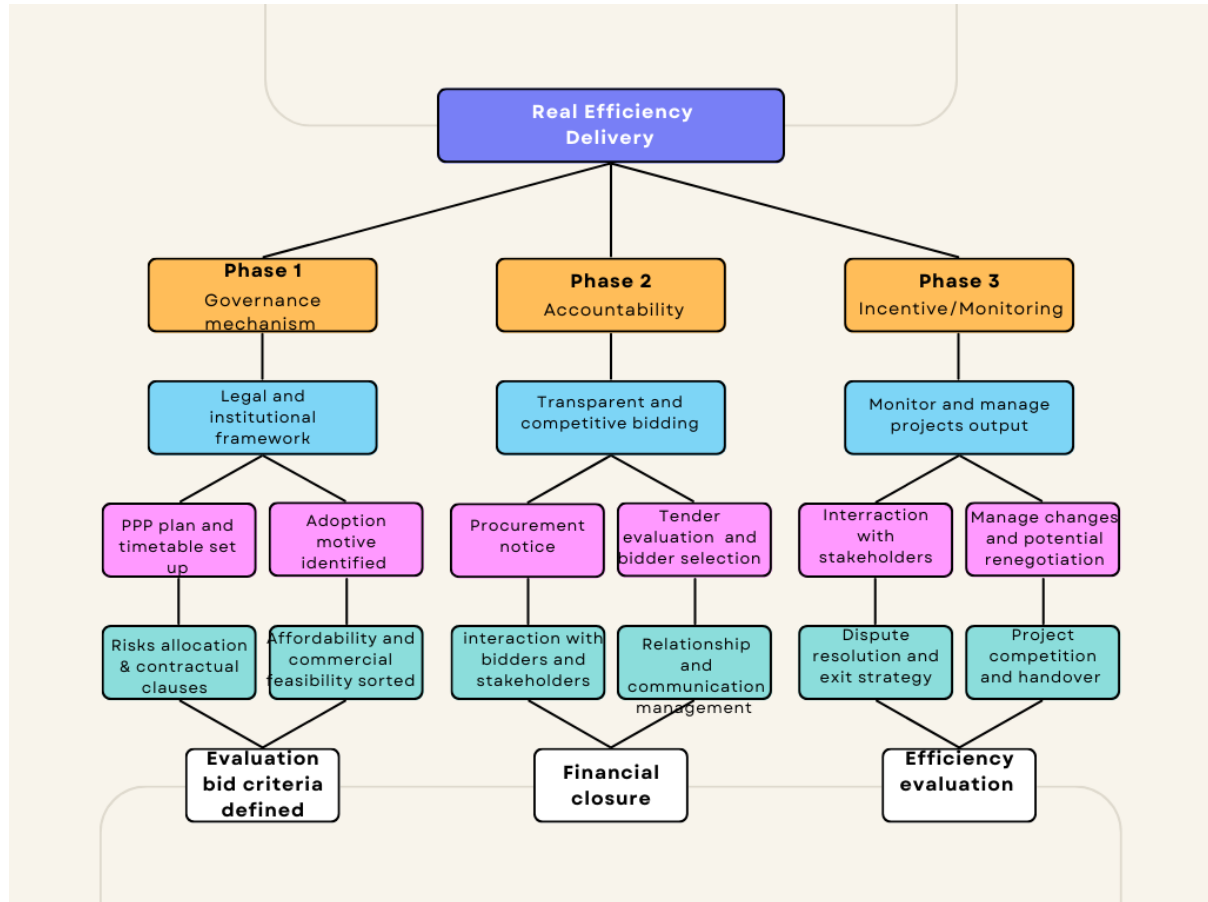 Real Efficiency
Delivery
Phase 1
Governance
mechanism
Phase 2
Accountability
Phase 3
Incentive/Monitoring
Legal and
institutional
framework
Transparent and
competitive bidding
Monitor and manage
projects output
PPP plan and
timetable set
up
Adoption
motive
identified
Procurement
notice
Tender
evaluation and
bidder selection
Interraction
with
stakeholders
Manage changes
and potential
renegotiation
Risks allocation
& contractual
clauses
Affordability and
commercial
feasibility sorted
interaction with
bidders and
stakeholders
Relationship
and
communication
management
Dispute
resolution and
exit strategy
Project
competition
and handover
Evaluation
bid criteria
defined
Financial
closure
Efficiency
evaluation